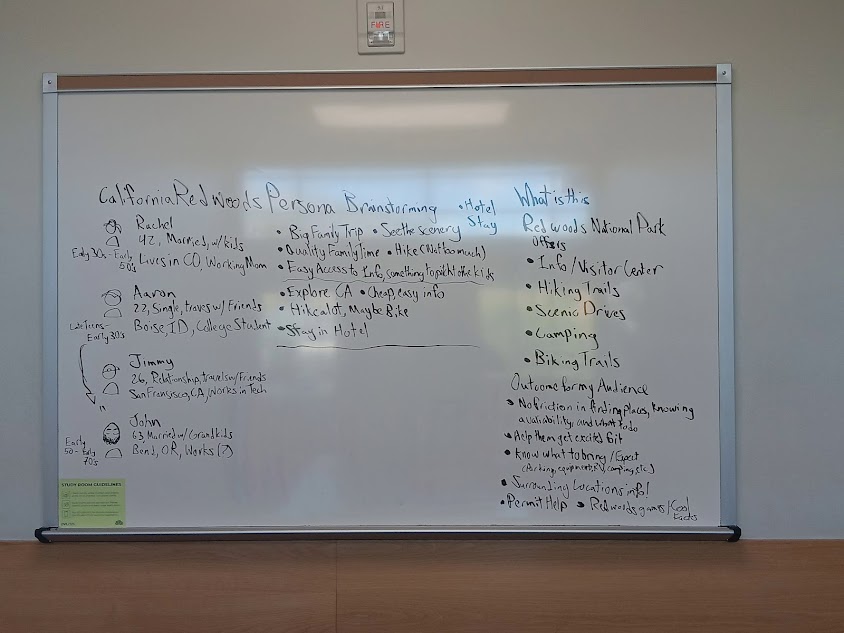 FIRE
California Redwoods Persona Brainstorming
Rachel
42, Married, w/kids
Lives in CO, Working Mom
Early 30s - Early 50's
• Big Family Trip • See the scenery
• Hotel Stay
• Quality Family Time • Hike (Not too much)
• Easy Access to Info, something to pitch to the kids
Aaron
22, Single, travels w/ Friends
Boise, ID, College Student
Late teens - Early 30's
• Explore CA • Cheap, easy info
• Hike alot, Maybe Bike
• Stay in Hotel
Jimmy
26, Relationship, travels w/ Friends
San Francisco, CA, Works in Tech
"
John
63, Married w/ Grandkids
Bend, OR, Works (?)
Early 50 - Early 70's
What is this
Redwoods National Park
Offers
• Info/Visitor Center
• Hiking Trails
• Scenic Drives
• Camping
• Biking Trails
Outcome for my Audience
• No friction in finding places, knowing
availability, and what to do
• Help them get excited 6it
• Know what to bring / Expect
(Parking, equipment, RV, camping, etc.)
• Surrounding Locations info!
• Permit Help • Redwoods games/Cool Facts
STUDY ROOM GUIDELINES